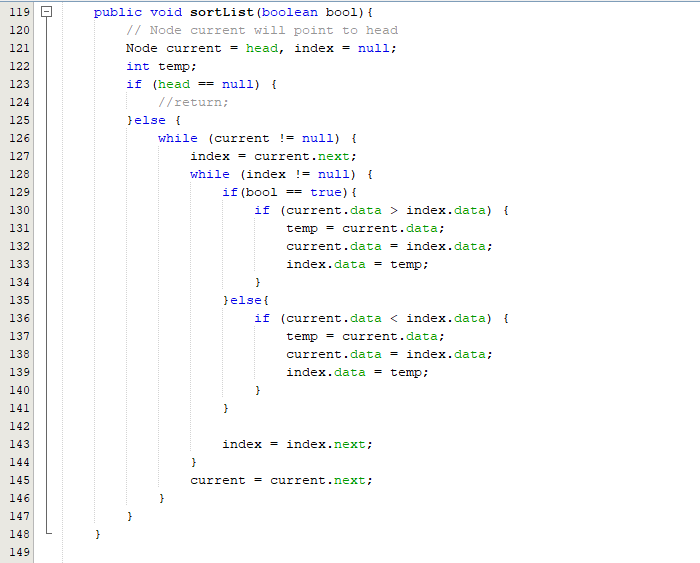 119 public void sortList(boolean bool){
120 // Node current will point to head
121 Node current = head, index = null;
122 int temp;
123 if (head == null) {
124 //return;
125 }else {
126 while (current != null) {
127 index = current.next;
128 while (index != null) {
129 if(bool == true){
130 if (current.data > index.data) {
131 temp = current.data;
132 current.data = index.data;
133 index.data = temp;
134 }
135 }else{
136 if (current.data < index.data) {
137 temp = current.data;
138 current.data = index.data;
139 index.data = temp;
140 }
141 }
142
143 index = index.next;
144 }
145 current = current.next;
146 }
147 }
148 }
149